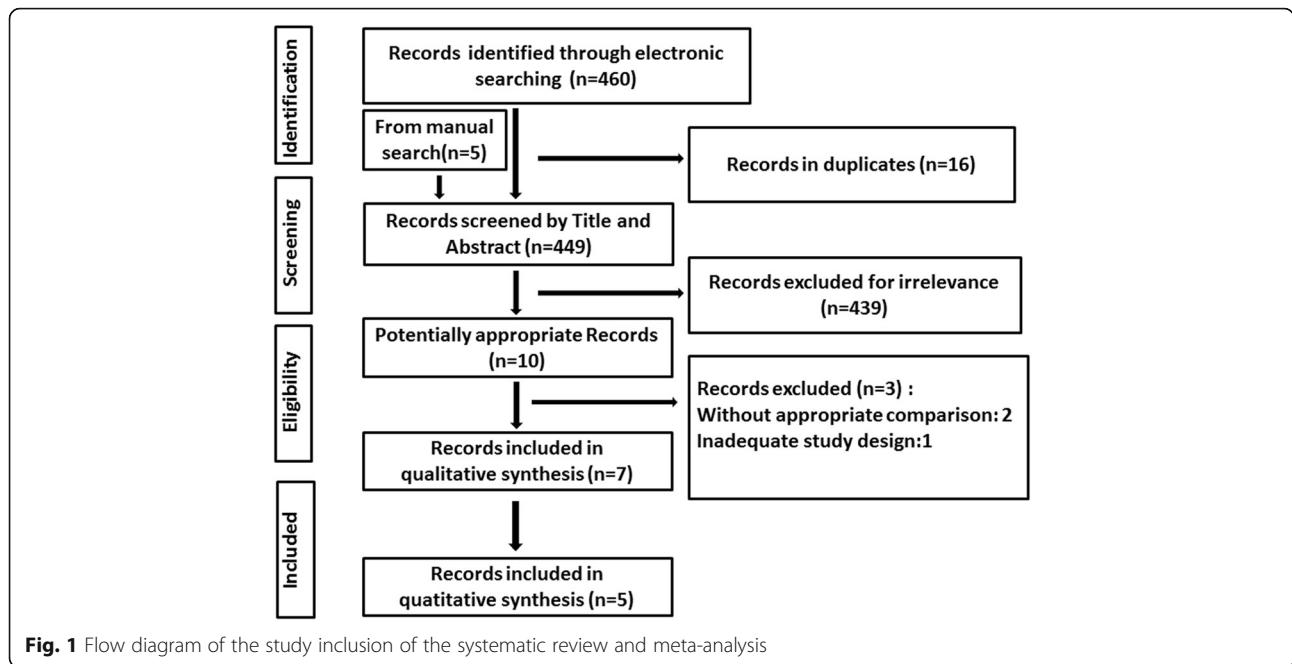 Identification
Records identified through electronic
searching (n=460)
From manual
search(n=5)
Records in duplicates (n=16)
Screening
Records screened by Title and
Abstract (n=449)
Records excluded for irrelevance
(n=439)
Eligibility
Potentially appropriate Records
(n=10)
Records excluded (n=3) :
Without appropriate comparison: 2
Inadequate study design:1
Records included in
qualitative synthesis (n=7)
Included
Records included in
quatitative synthesis (n=5)
Fig. 1 Flow diagram of the study inclusion of the systematic review and meta-analysis